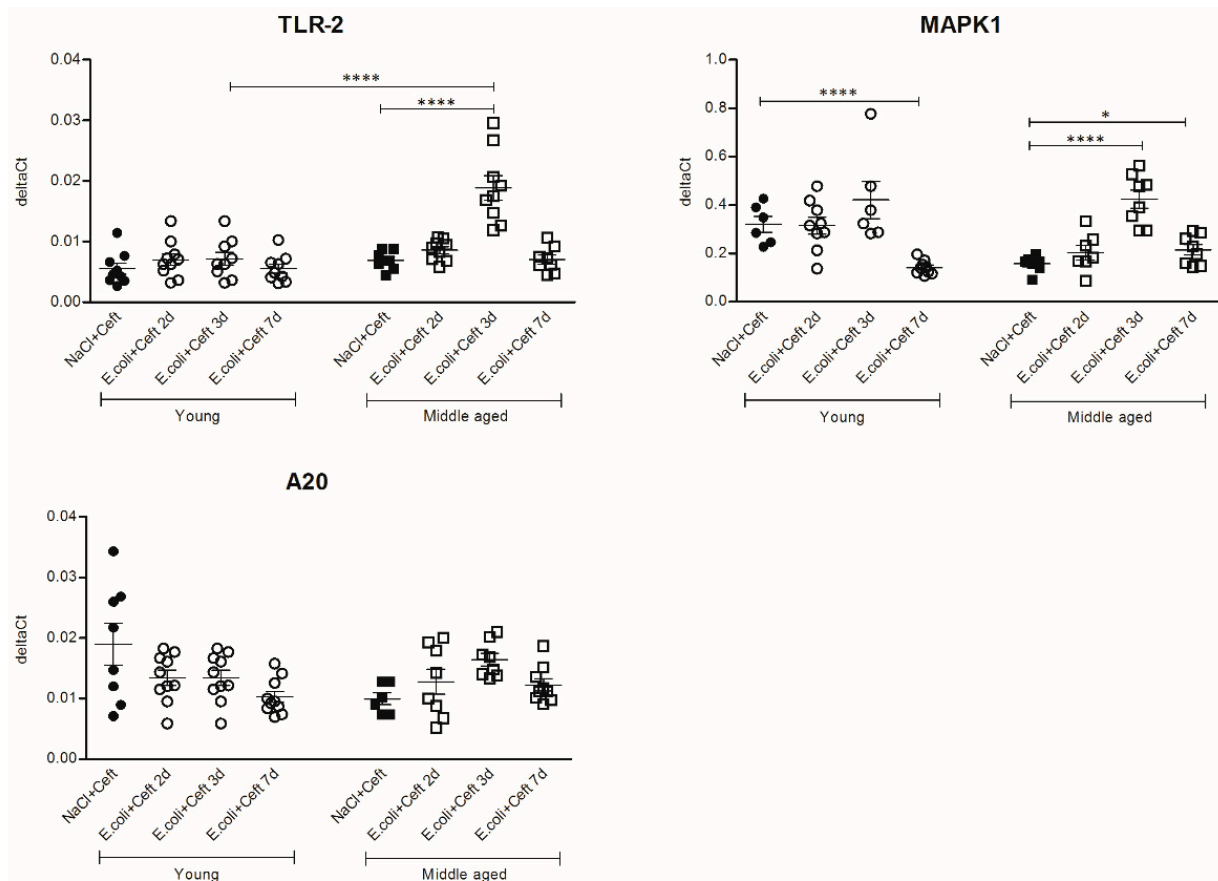 TLR-2
0.04
0.03
0.02
0.01
0.00
deltaCt
****
****
NaCl+Ceft
E.coli+Ceft 2d
E.coli+Ceft 3d
E.coli+Ceft 7d
NaCl+Ceft
E.coli+Ceft 2d
E.coli+Ceft 3d
E.coli+Ceft 7d
Young
Middle aged
MAPK1
1.0
0.8
0.6
0.4
0.2
0.0
deltaCt
****
*
****
NaCl+Ceft
E.coli+Ceft 2d
E.coli+Ceft 3d
E.coli+Ceft 7d
NaCl+Ceft
E.coli+Ceft 2d
E.coli+Ceft 3d
E.coli+Ceft 7d
Young
Middle aged
A20
0.04
0.03
0.02
0.01
0.00
deltaCt
NaCl+Ceft
E.coli+Ceft 2d
E.coli+Ceft 3d
E.coli+Ceft 7d
NaCl+Ceft
E.coli+Ceft 2d
E.coli+Ceft 3d
E.coli+Ceft 7d
Young
Middle aged